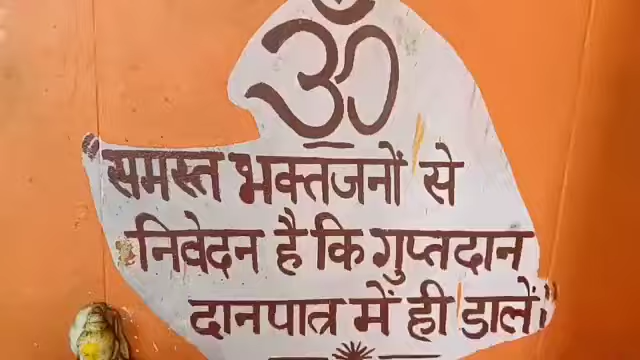 ॐ
समस्त भक्तजनों से
निवेदन है कि गुप्तदान
दानपात्र में ही डालें।